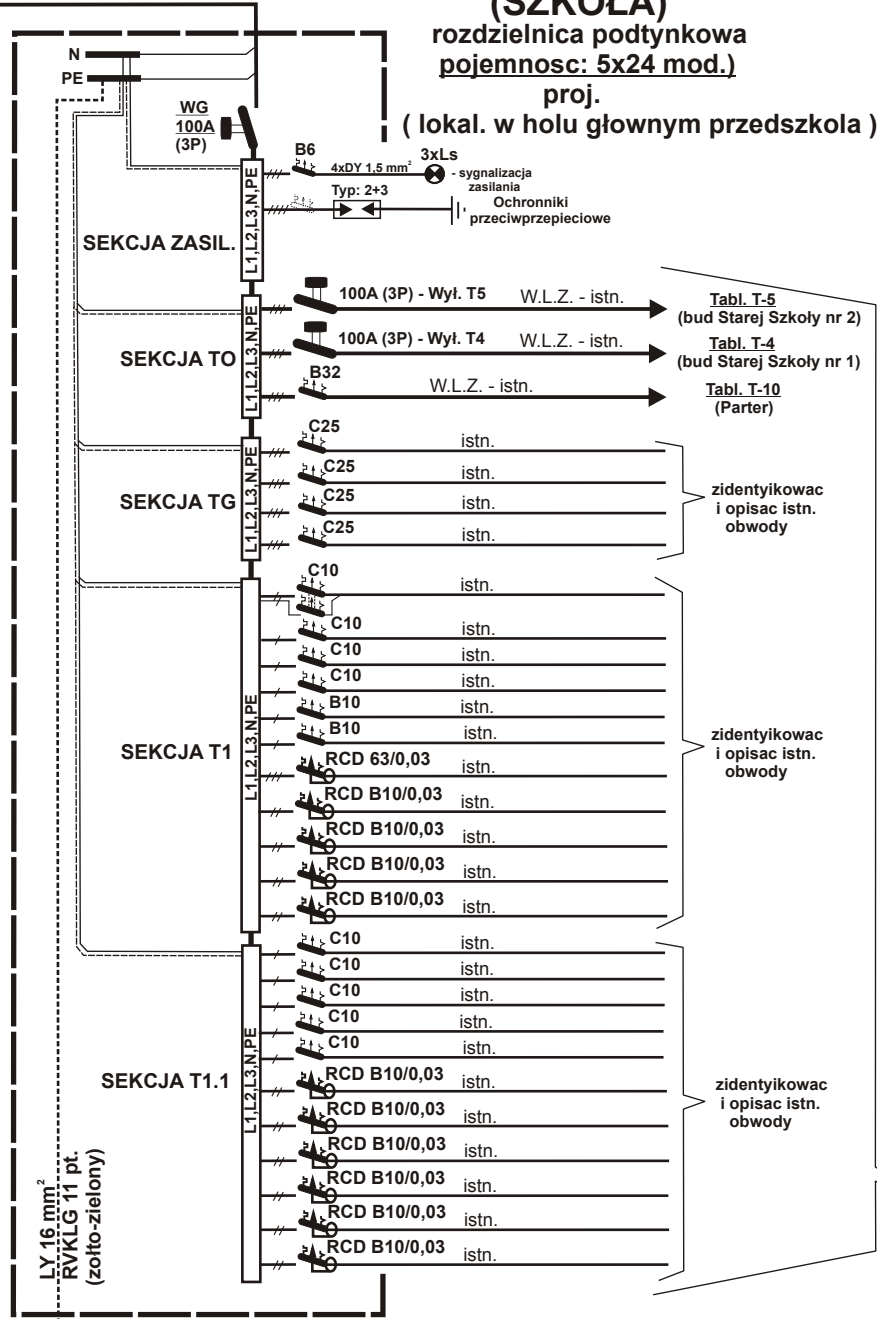 (SZKOŁA)
rozdzielnica podtynkowa
pojemnosc: 5x24 mod.)
proj.
( lokal. w holu głownym przedszkola )
N
PE
WG
100A
(3P)
B6
4xDY 1,5 mm²
3xLs
- sygnalizacja
zasilania
Typ: 2+3
Ochronniki
przeciwprzepieciowe
SEKCJA ZASIL.
L1,L2,L3,N,PE
100A (3P) - Wył. T5
W.L.Z. - istn.
Tabl. T-5
(bud Starej Szkoły nr 2)
SEKCJA TO
L1,L2,L3,N,PE
100A (3P) - Wył. T4
W.L.Z. - istn.
Tabl. T-4
(bud Starej Szkoły nr 1)
B32
W.L.Z. - istn.
Tabl. T-10
(Parter)
SEKCJA TG
L1,L2,L3,N,PE
C25
istn.
C25
istn.
C25
istn.
C25
istn.
zidentyikowac
i opisac istn.
obwody
SEKCJA T1
L1,L2,L3,N,PE
C10
istn.
C10
istn.
C10
istn.
C10
istn.
B10
istn.
B10
istn.
RCD 63/0,03
istn.
RCD B10/0,03
istn.
RCD B10/0,03
istn.
RCD B10/0,03
istn.
RCD B10/0,03
istn.
zidentyikowac
i opisac istn.
obwody
SEKCJA T1.1
L1,L2,L3,N,PE
C10
istn.
C10
istn.
C10
istn.
C10
istn.
C10
istn.
RCD B10/0,03
istn.
RCD B10/0,03
istn.
RCD B10/0,03
istn.
RCD B10/0,03
istn.
RCD B10/0,03
istn.
RCD B10/0,03
istn.
zidentyikowac
i opisac istn.
obwody
LY 16 mm²
RVKLG 11 pt.
(zołto-zielony)